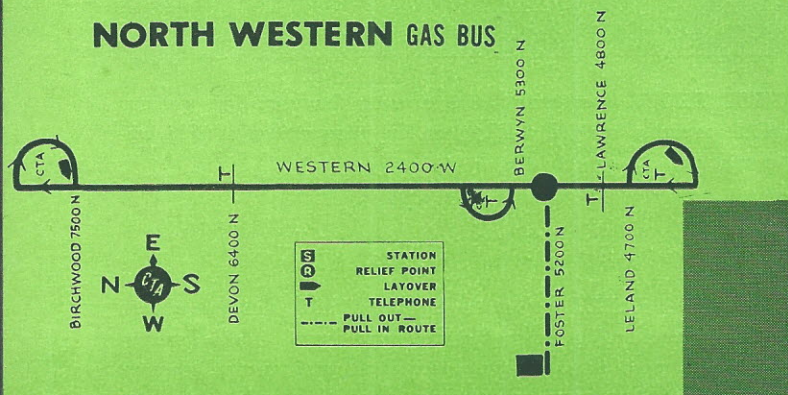 NORTH WESTERN GAS BUS
BERWYN 5300 N
LAWRENCE 4800 N
CTA
T
WESTERN 2400 W
T
CTA
T
T
BIRCHWOOD 7500 N
DEVON 6400 N
FOSTER 5200 N
LELAND 4700 N
E
N CTA S
W
S STATION
R RELIEF POINT
LAYOVER
T TELEPHONE
PULL OUT—
PULL IN ROUTE